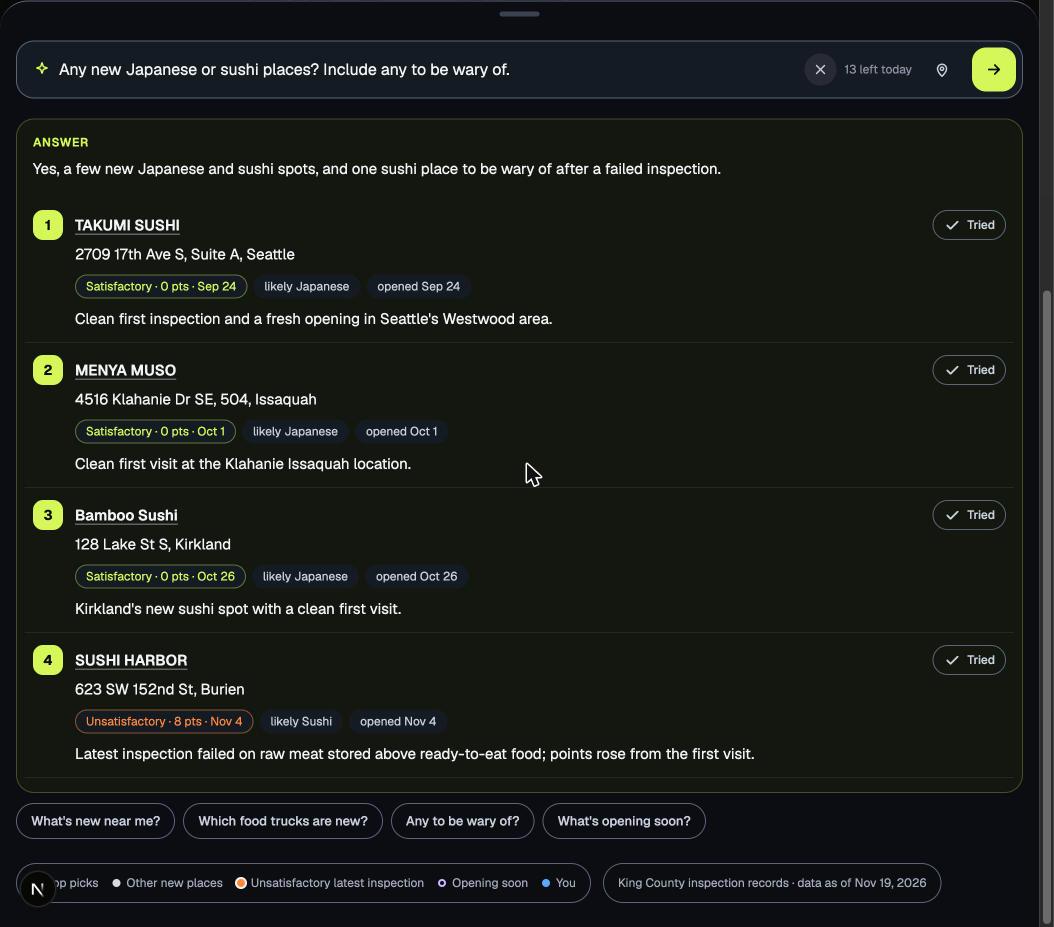 Any new Japanese or sushi places? Include any to be wary of.
13 left today
ANSWER
Yes, a few new Japanese and sushi spots, and one sushi place to be wary of after a failed inspection.
1 TAKUMI SUSHI
Tried
2709 17th Ave S, Suite A, Seattle
Satisfactory · 0 pts · Sep 24 likely Japanese opened Sep 24
Clean first inspection and a fresh opening in Seattle's Westwood area.
2 MENYA MUSO
Tried
4516 Klahanie Dr SE, 504, Issaquah
Satisfactory · 0 pts · Oct 1 likely Japanese opened Oct 1
Clean first visit at the Klahanie Issaquah location.
3 Bamboo Sushi
Tried
128 Lake St S, Kirkland
Satisfactory · 0 pts · Oct 26 likely Japanese opened Oct 26
Kirkland's new sushi spot with a clean first visit.
4 SUSHI HARBOR
Tried
623 SW 152nd St, Burien
Unsatisfactory · 8 pts · Nov 4 likely Sushi opened Nov 4
Latest inspection failed on raw meat stored above ready-to-eat food; points rose from the first visit.
What's new near me? Which food trucks are new? Any to be wary of? What's opening soon?
N op picks Other new places Unsatisfactory latest inspection Opening soon You
King County inspection records · data as of Nov 19, 2026